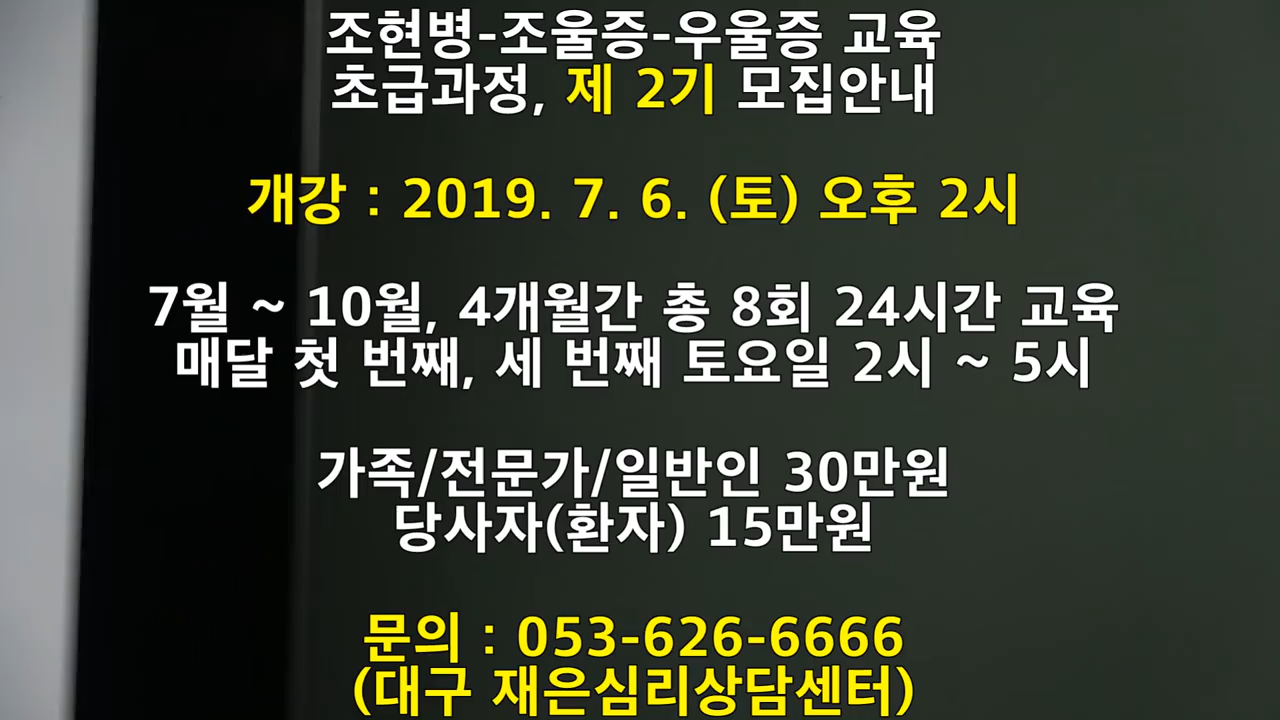 조현병-조울증-우울증 교육
초급과정, 제 2기 모집안내
개강 : 2019. 7. 6. (토) 오후 2시
7월 ~ 10월, 4개월간 총 8회 24시간 교육
매달 첫 번째, 세 번째 토요일 2시 ~ 5시
가족/전문가/일반인 30만원
당사자(환자) 15만원
문의 : 053-626-6666
(대구 재은심리상담센터)